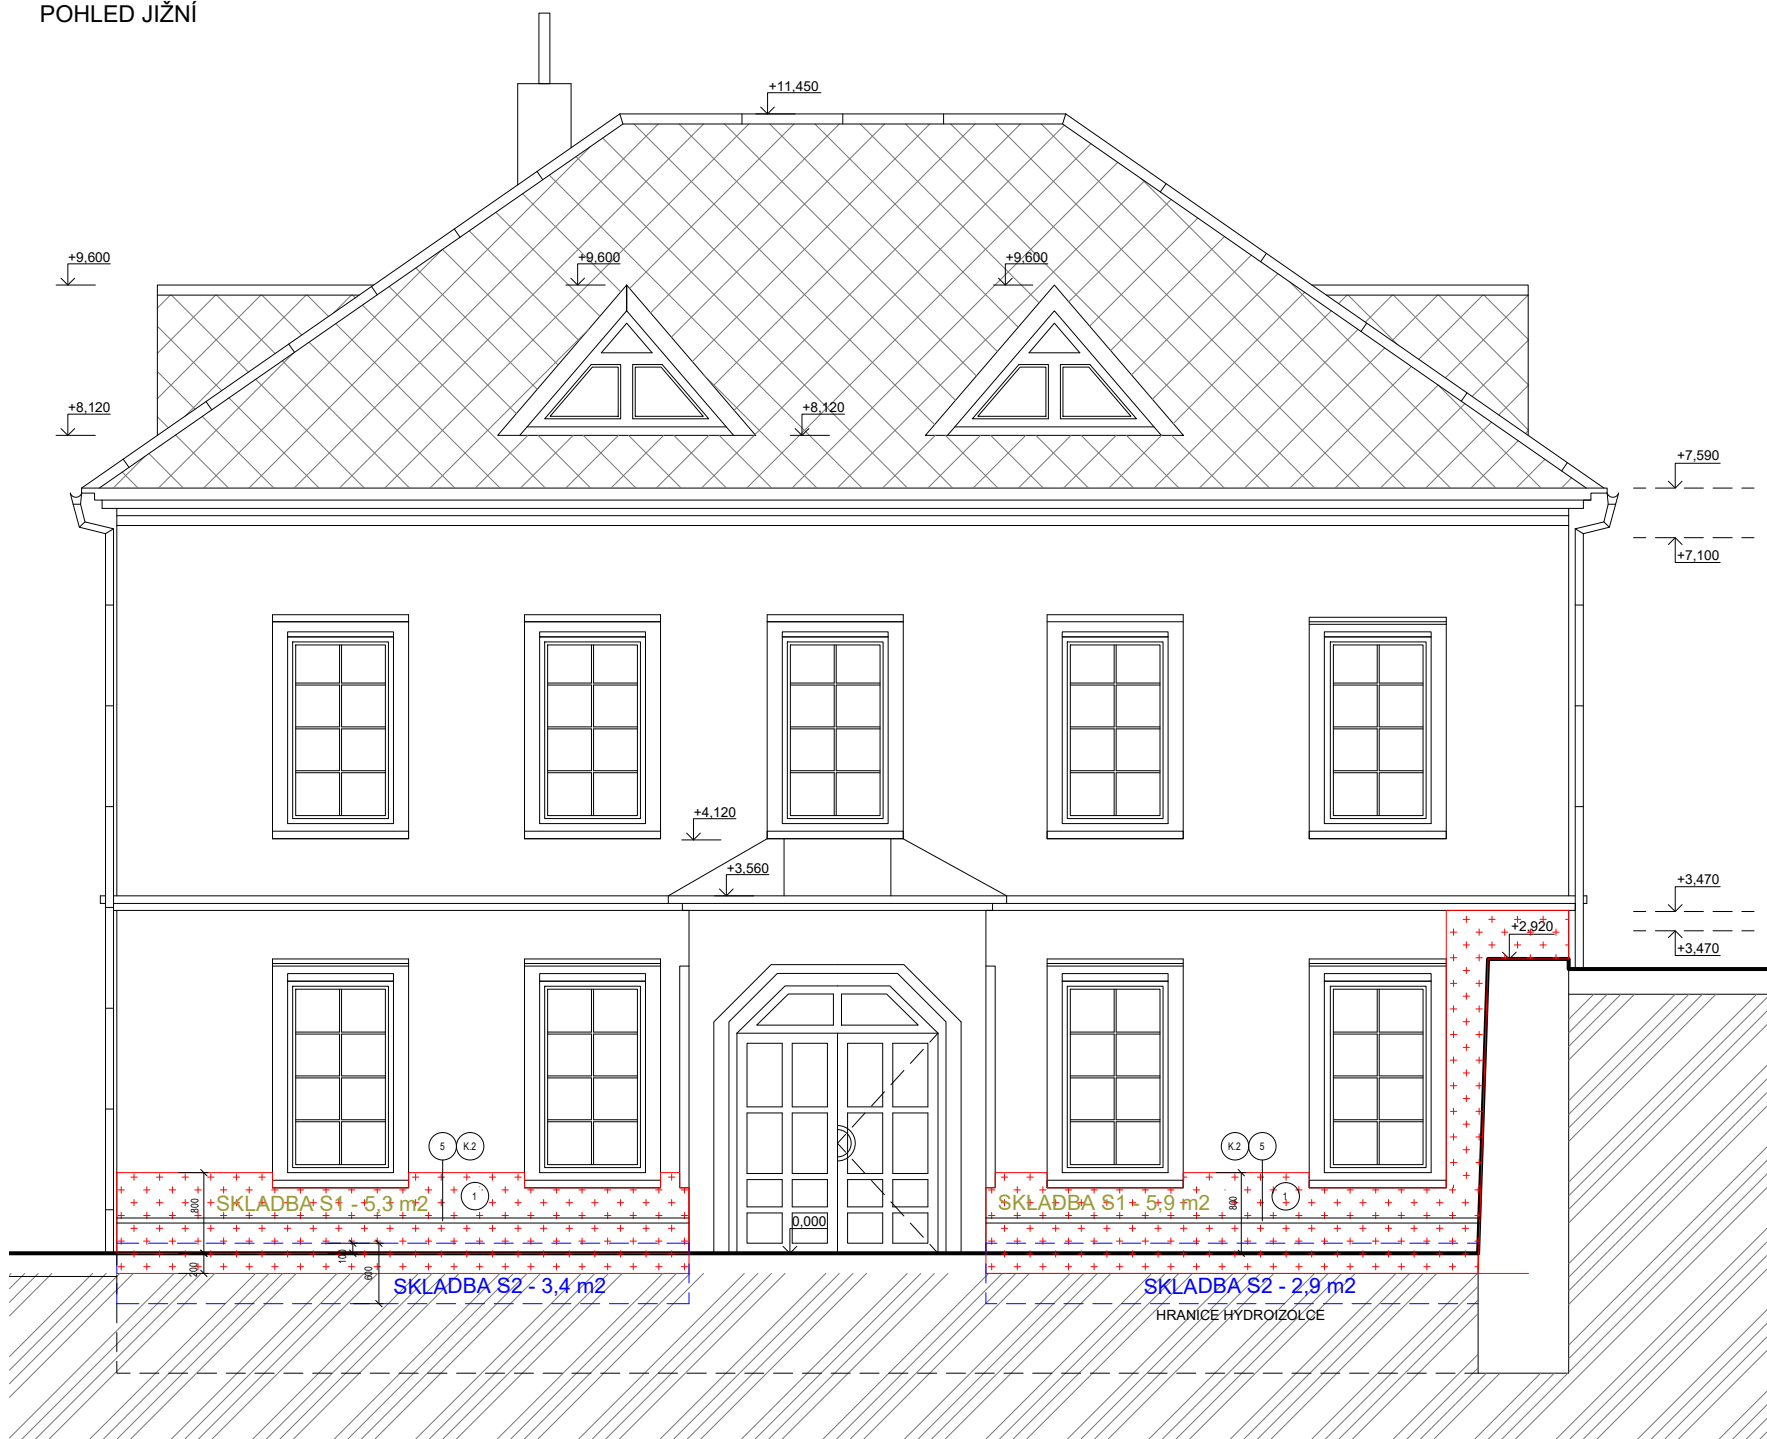 POHLED JIŽNÍ
+11,450
+9,600
+9,600
+9,600
+8,120
+8,120
+7,590
+7,100
+4,120
+3,560
+3,470
+2,920
+3,470
5 K.2
K.2 5
SKLADBA S1 - 5,3 m2
1
800
SKLADBA S1 - 5,9 m2
1
800
0,000
100
200
600
SKLADBA S2 - 3,4 m2
SKLADBA S2 - 2,9 m2
HRANICE HYDROIZOLCE